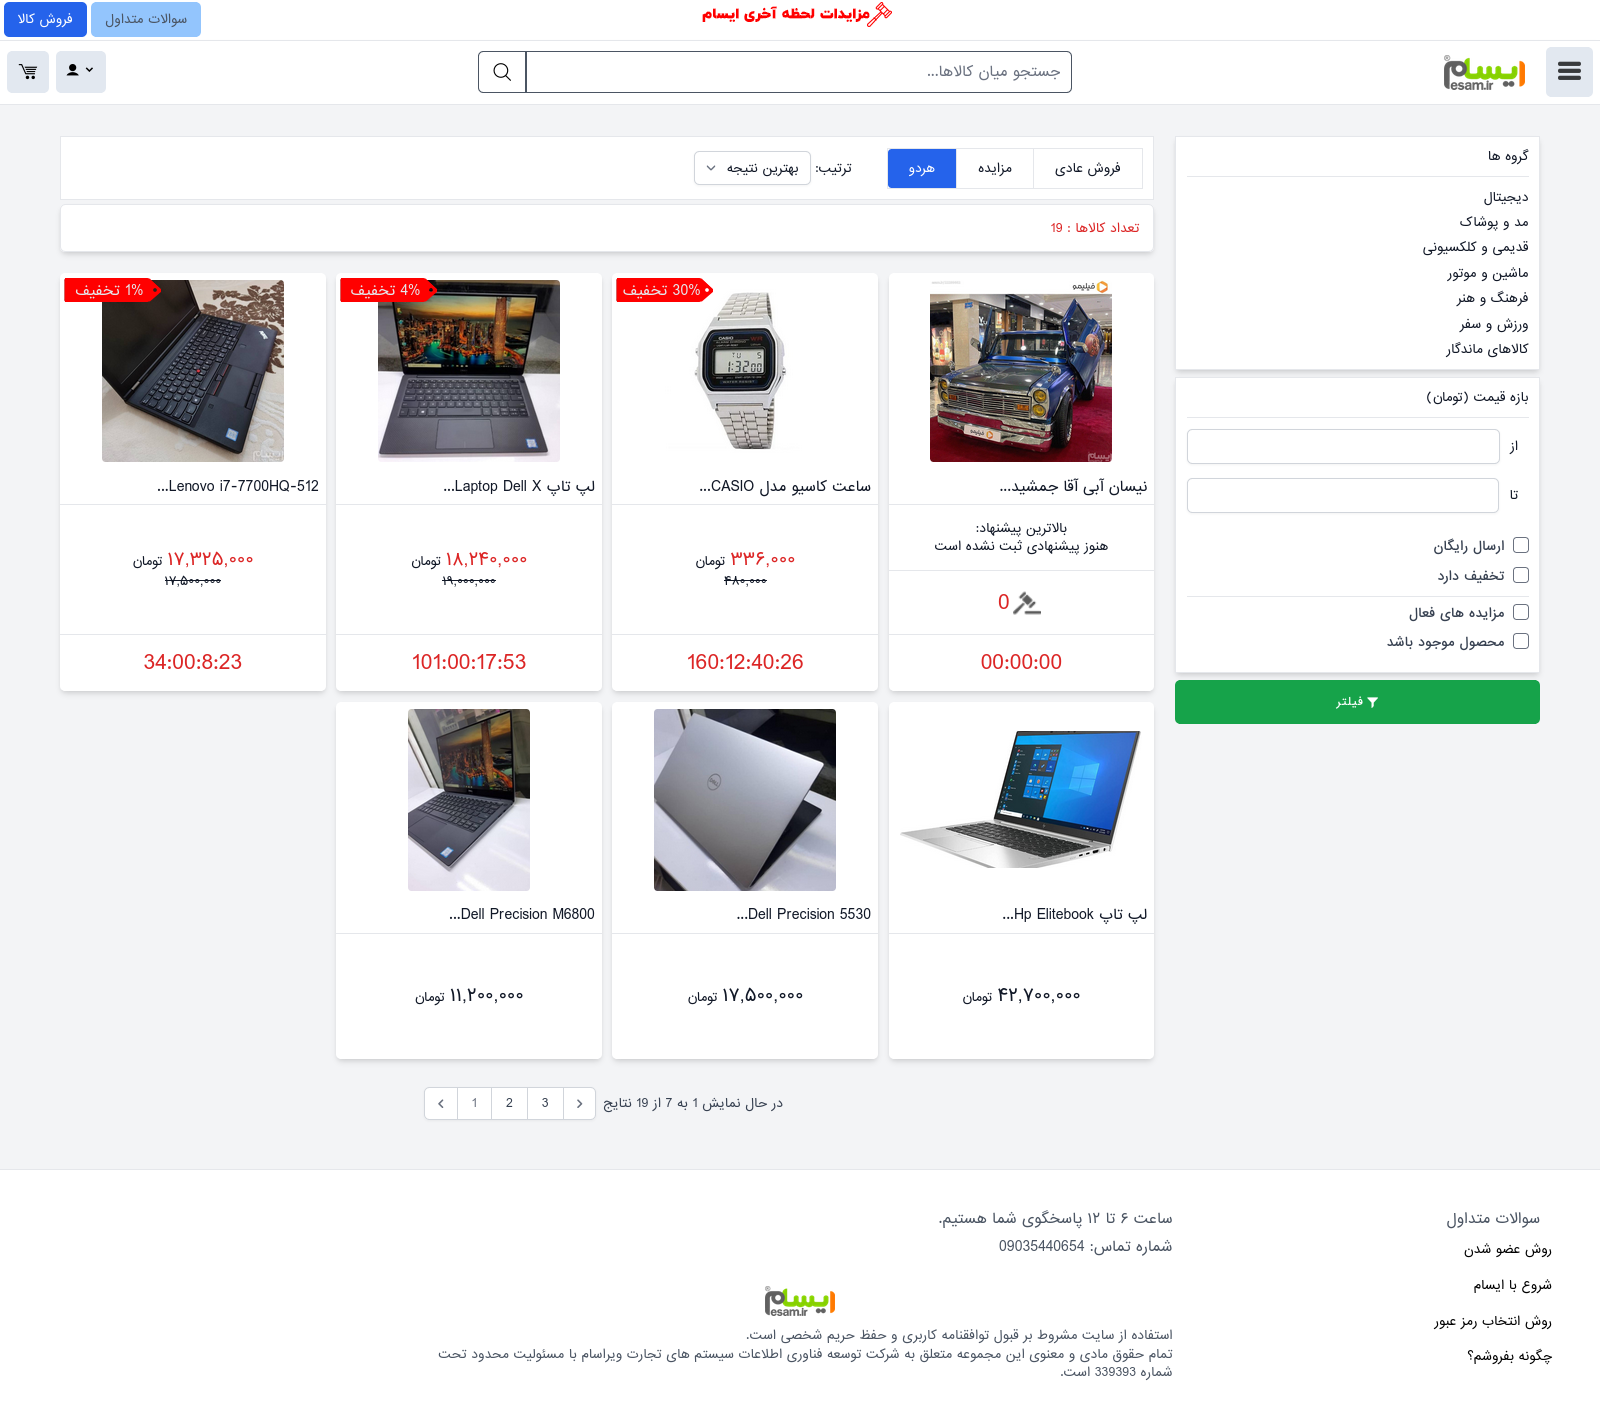 مزایدات لحظه آخری ایسام
سوالات متداول
فروش کالا
ایسام
esam.ir
جستجو میان کالاها...
گروه ها
دیجیتال
مد و پوشاک
قدیمی و کلکسیونی
ماشین و موتور
فرهنگ و هنر
ورزش و سفر
کالاهای ماندگار
بازه قیمت (تومان)
از
تا
ارسال رایگان
تخفیف دارد
مزایده های فعال
محصول موجود باشد
فیلتر
فروش عادی
مزایده
هردو
ترتیب:
بهترین نتیجه
تعداد کالاها : 19
فیلیمو
نیسان آبی آقا جمشید...
بالاترین پیشنهاد:
هنوز پیشنهادی ثبت نشده است
0
00:00:00
30% تخفیف
CASIO
ساعت کاسیو مدل CASIO...
۳۳۶,۰۰۰ تومان
۴۸۰,۰۰۰
160:12:40:26
4% تخفیف
لپ تاپ Laptop Dell X...
۱۸,۲۴۰,۰۰۰ تومان
۱۹,۰۰۰,۰۰۰
101:00:17:53
1% تخفیف
Lenovo i7-7700HQ-512...
۱۷,۳۲۵,۰۰۰ تومان
۱۷,۵۰۰,۰۰۰
34:00:8:23
لپ تاپ Hp Elitebook...
۴۲,۷۰۰,۰۰۰ تومان
Dell Precision 5530...
۱۷,۵۰۰,۰۰۰ تومان
Dell Precision M6800...
۱۱,۲۰۰,۰۰۰ تومان
در حال نمایش 1 به 7 از 19 نتایج
3
2
1
سوالات متداول
روش عضو شدن
شروع با ایسام
روش انتخاب رمز عبور
چگونه بفروشم؟
ساعت ۶ تا ۱۲ پاسخگوی شما هستیم.
شماره تماس: 09035440654
ایسام
esam.ir
استفاده از سایت مشروط بر قبول توافقنامه کاربری و حفظ حریم شخصی است.
تمام حقوق مادی و معنوی این مجموعه متعلق به شرکت توسعه فناوری اطلاعات سیستم های تجارت ویراسام با مسئولیت محدود تحت
شماره 339393 است.